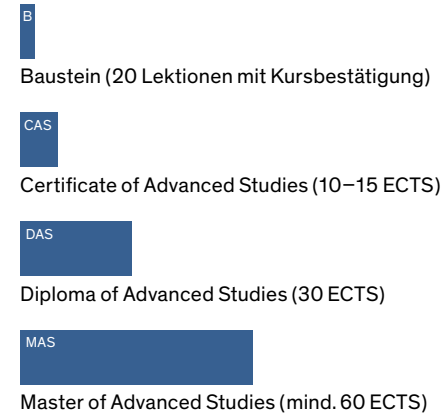 B
Baustein (20 Lektionen mit Kursbestätigung)
CAS
Certificate of Advanced Studies (10–15 ECTS)
DAS
Diploma of Advanced Studies (30 ECTS)
MAS
Master of Advanced Studies (mind. 60 ECTS)